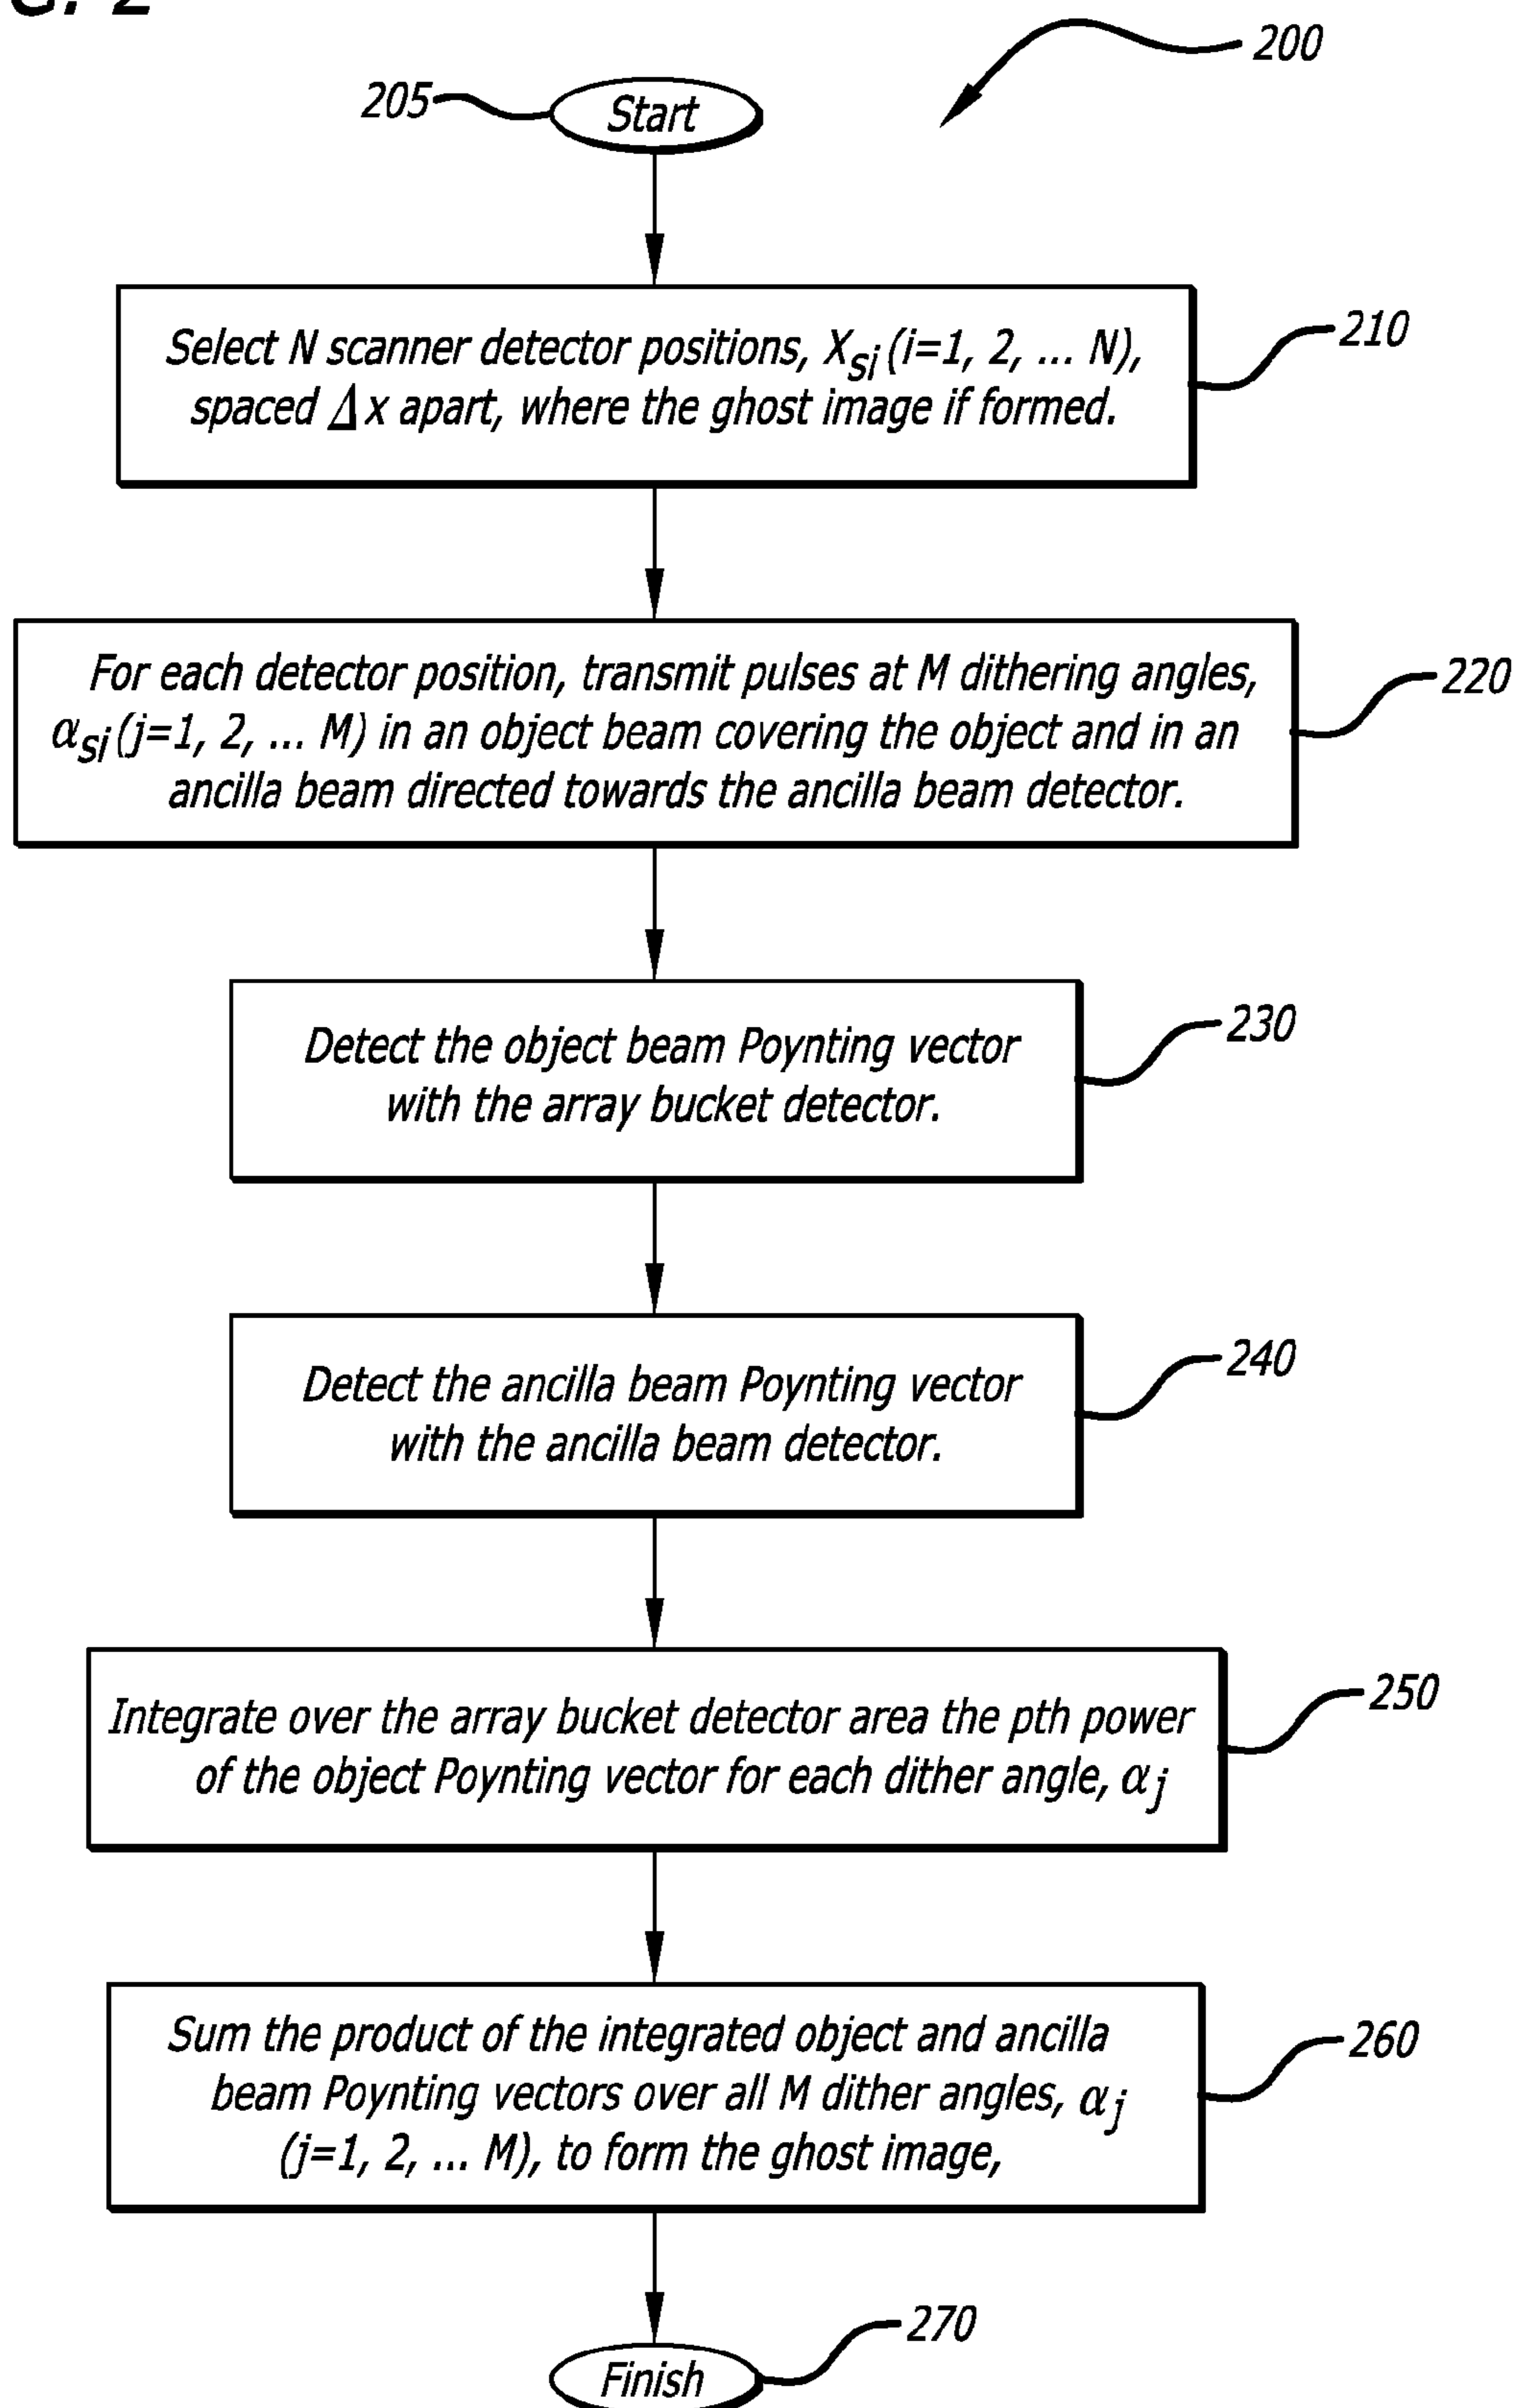 G. 2
200
205
Start
Select N scanner detector positions, Xsi (i=1, 2, ... N),
spaced Δx apart, where the ghost image if formed.
210
For each detector position, transmit pulses at M dithering angles,
αsi (j=1, 2, ... M) in an object beam covering the object and in an
ancilla beam directed towards the ancilla beam detector.
220
Detect the object beam Poynting vector
with the array bucket detector.
230
Detect the ancilla beam Poynting vector
with the ancilla beam detector.
240
Integrate over the array bucket detector area the pth power
of the object Poynting vector for each dither angle, αj
250
Sum the product of the integrated object and ancilla
beam Poynting vectors over all M dither angles, αj
(j=1, 2, ... M), to form the ghost image,
260
270
Finish